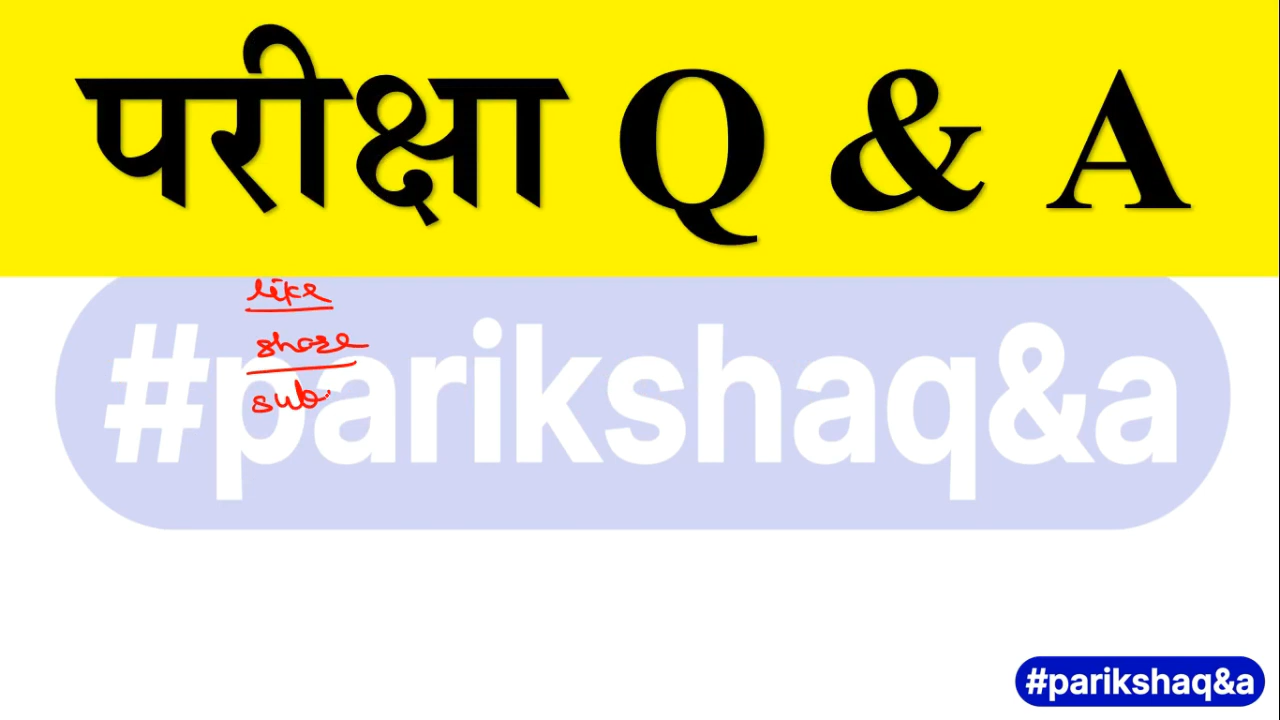 परीक्षा Q & A
like
share
sub
#parikshaq&a
#parikshaq&a